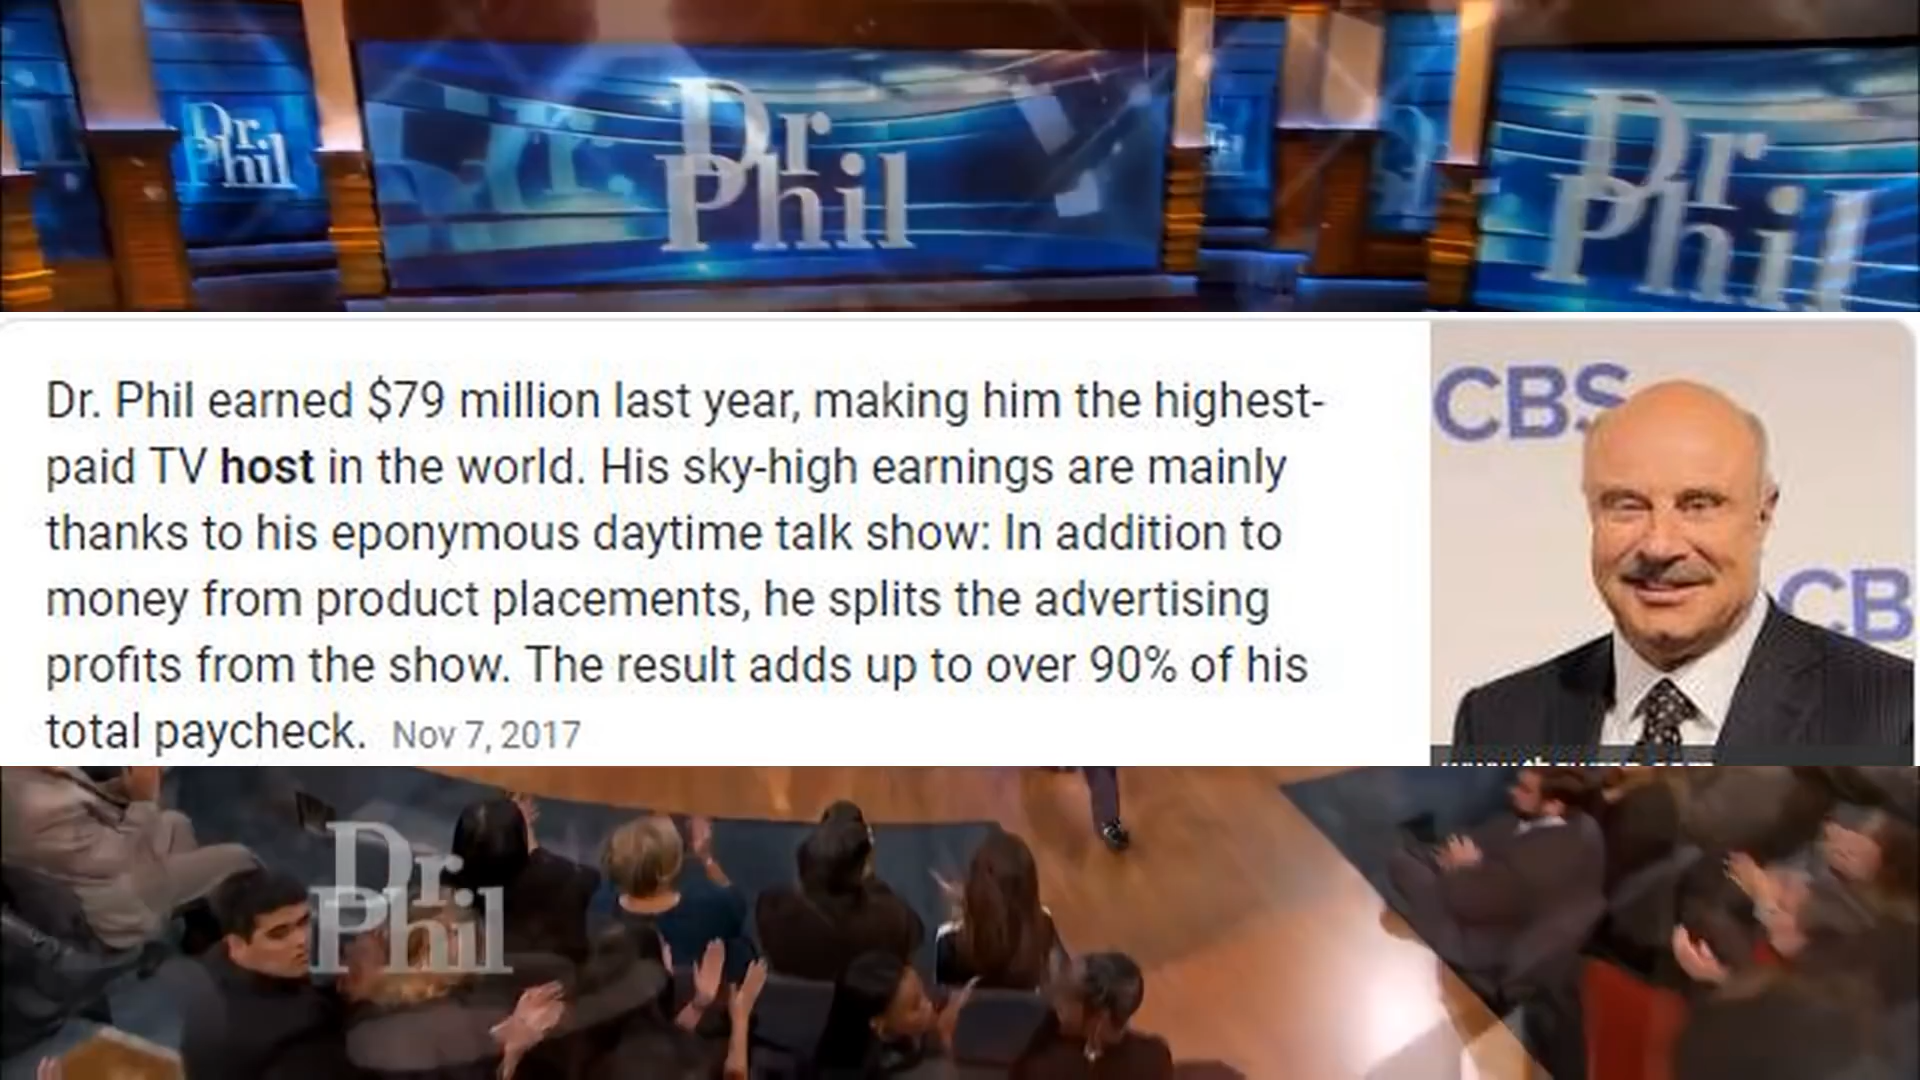 Dr.
Phil
Dr
Phil
Dr
Phil
CBS
CB
Dr. Phil earned $79 million last year, making him the highest-
paid TV host in the world. His sky-high earnings are mainly
thanks to his eponymous daytime talk show: In addition to
money from product placements, he splits the advertising
profits from the show. The result adds up to over 90% of his
total paycheck. Nov 7, 2017
Dr.
Phil